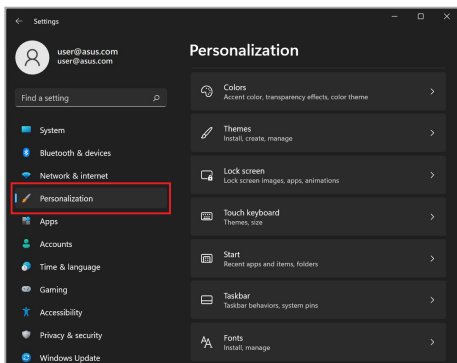 Settings
user@asus.com
user@asus.com
Find a setting
System
Bluetooth & devices
Network & internet
Personalization
Apps
Accounts
Time & language
Gaming
Accessibility
Privacy & security
Windows Update
Personalization
Colors
Accent color, transparency effects, color theme
Themes
Install, create, manage
Lock screen
Lock screen images, apps, animations
Touch keyboard
Themes, size
Start
Recent apps and items, folders
Taskbar
Taskbar behaviors, system pins
Fonts
Install, manage